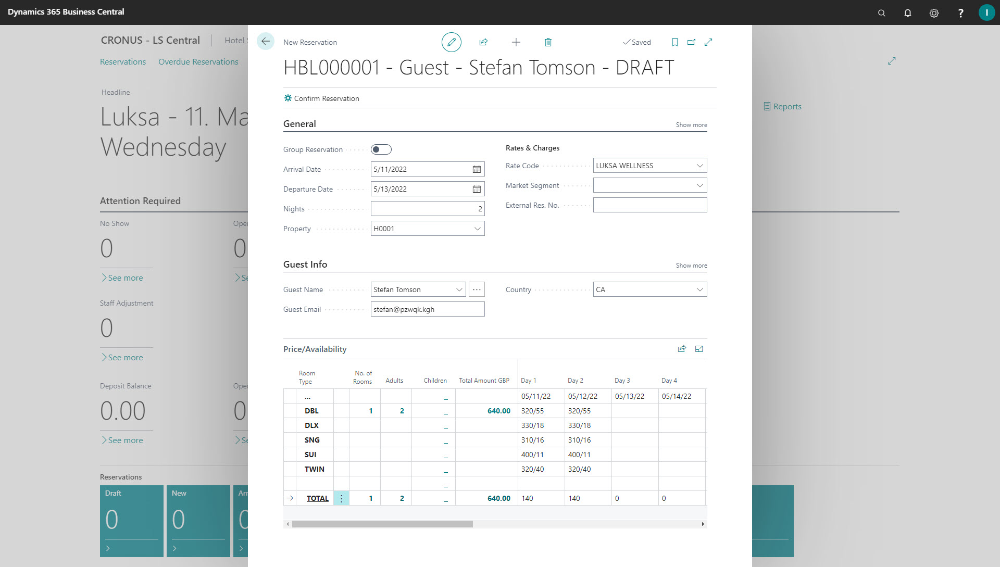 Dynamics 365 Business Central
?
I
CRONUS - LS Central
Hotel
Reservations
Overdue Reservations
Headline
Luksa - 11. Ma
Wednesday
Reports
Attention Required
No Show
Ope
0
0
See more
Se
Staff Adjustment
0
See more
Deposit Balance
Ope
0.00
0
See more
Se
Reservations
Draft
New
Arr
0
0
0
New Reservation
Saved
HBL000001 - Guest - Stefan Tomson - DRAFT
Confirm Reservation
General
Show more
Group Reservation
Arrival Date
5/11/2022
Departure Date
5/13/2022
Nights
2
Property
H0001
Rates & Charges
Rate Code
LUKSA WELLNESS
Market Segment
External Res. No.
Guest Info
Show more
Guest Name
Stefan Tomson
...
Country
CA
Guest Email
stefan@pzwqk.kgh
Price/Availability
Room Type No. of Rooms Adults Children Total Amount GBP Day 1 Day 2 Day 3 Day 4
... _ 05/11/22 05/12/22 05/13/22 05/14/22
DBL 1 2 _ 640.00 320/55 320/55
DLX _ 330/18 330/18
SNG _ 310/16 310/16
SUI _ 400/11 400/11
TWIN _ 320/40 320/40
_
TOTAL 1 2 _ 640.00 140 140 0 0